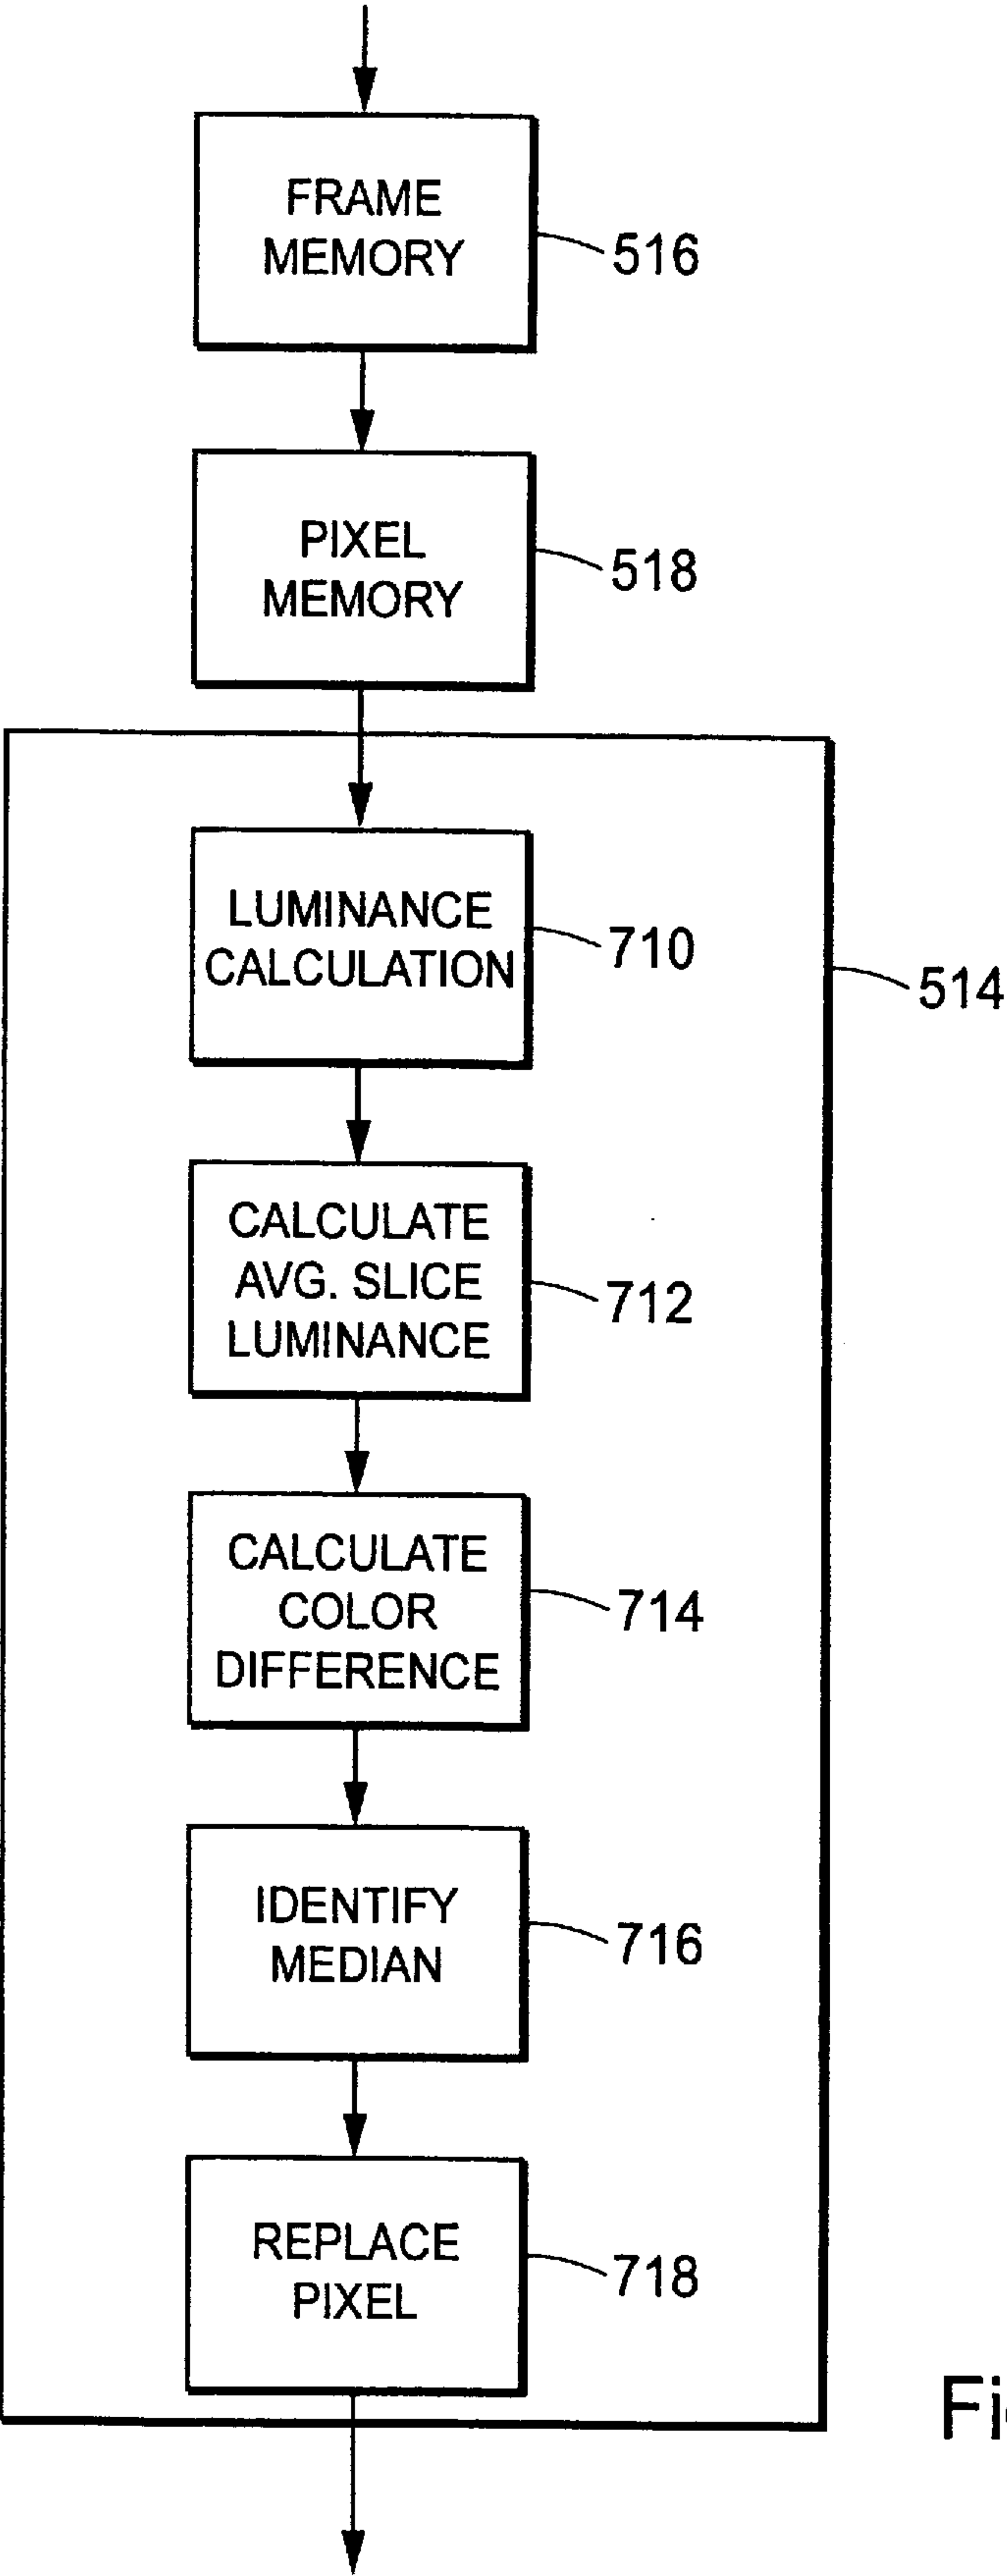 FRAME
MEMORY
516
PIXEL
MEMORY
518
LUMINANCE
CALCULATION
710
514
CALCULATE
AVG. SLICE
LUMINANCE
712
CALCULATE
COLOR
DIFFERENCE
714
IDENTIFY
MEDIAN
716
REPLACE
PIXEL
718